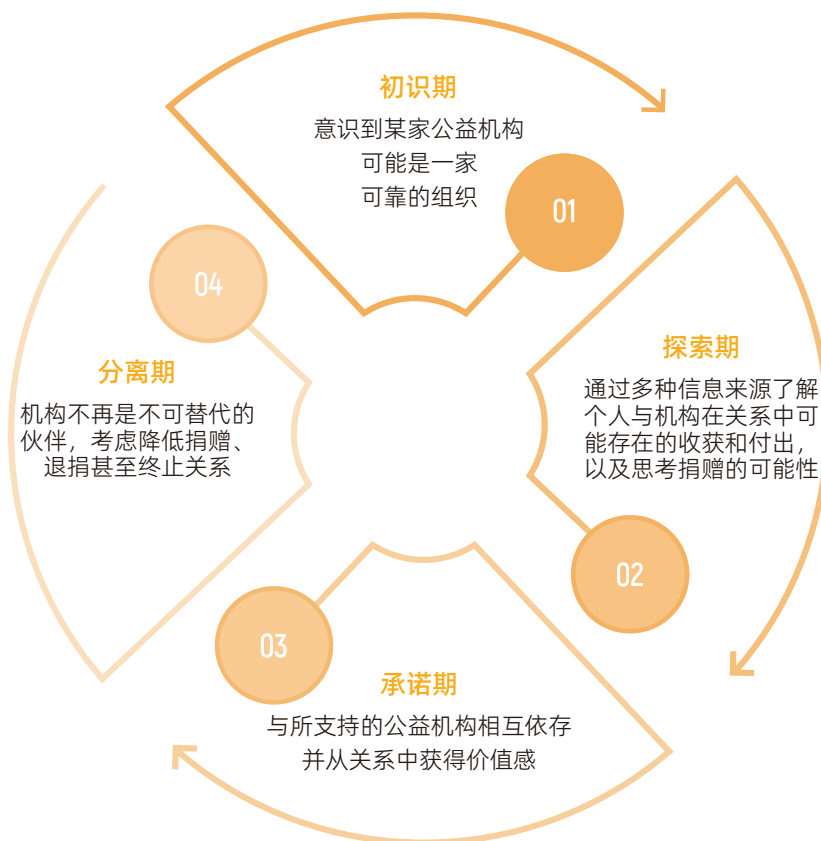 初识期
意识到某家公益机构
可能是一家
可靠的组织
01
探索期
通过多种信息来源了解
个人与机构在关系中可
能存在的收获和付出，
以及思考捐赠的可能性
02
03
承诺期
与所支持的公益机构相互依存
并从关系中获得价值感
04
分离期
机构不再是不可替代的
伙伴，考虑降低捐赠、
退捐甚至终止关系